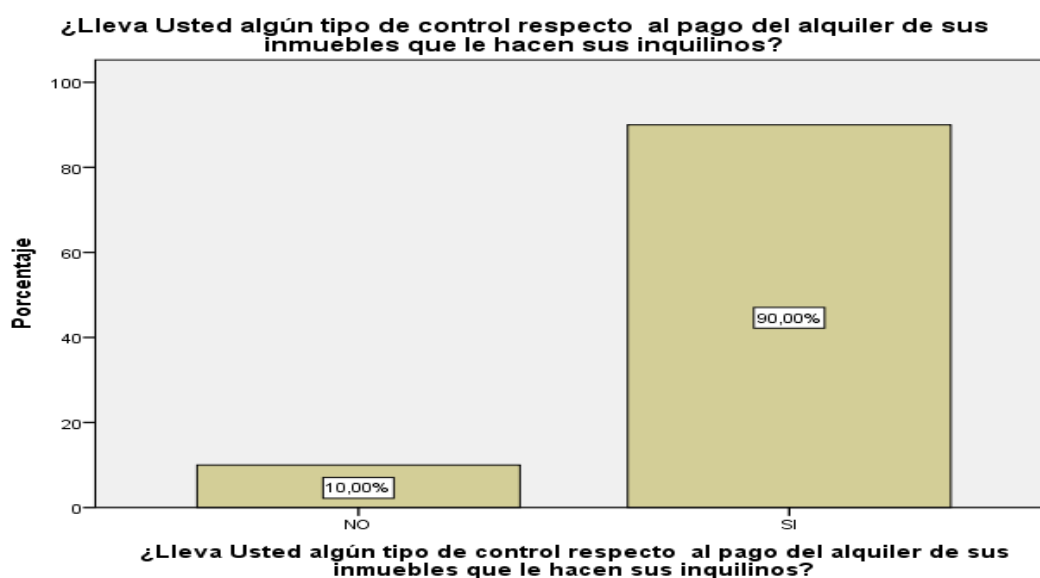 ¿Lleva Usted algún tipo de control respecto al pago del alquiler de sus
inmuebles que le hacen sus inquilinos?
Porcentaje
100
80
60
40
20
0
10,00%
90,00%
NO
SI
¿Lleva Usted algún tipo de control respecto al pago del alquiler de sus
inmuebles que le hacen sus inquilinos?